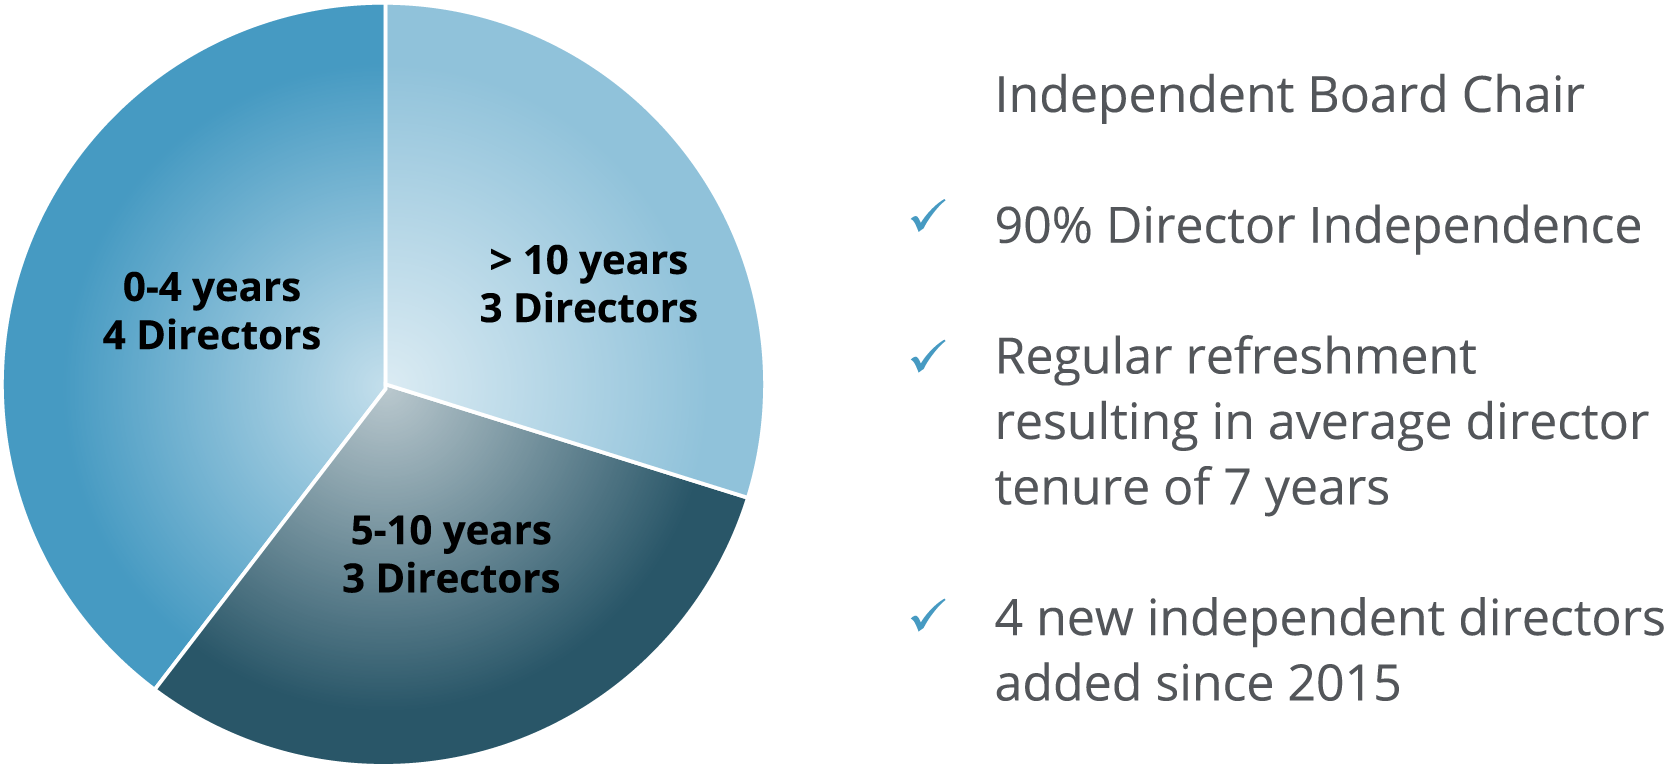 0-4 years
4 Directors
> 10 years
3 Directors
5-10 years
3 Directors
Independent Board Chair
✓ 90% Director Independence
✓ Regular refreshment
resulting in average director
tenure of 7 years
✓ 4 new independent directors
added since 2015